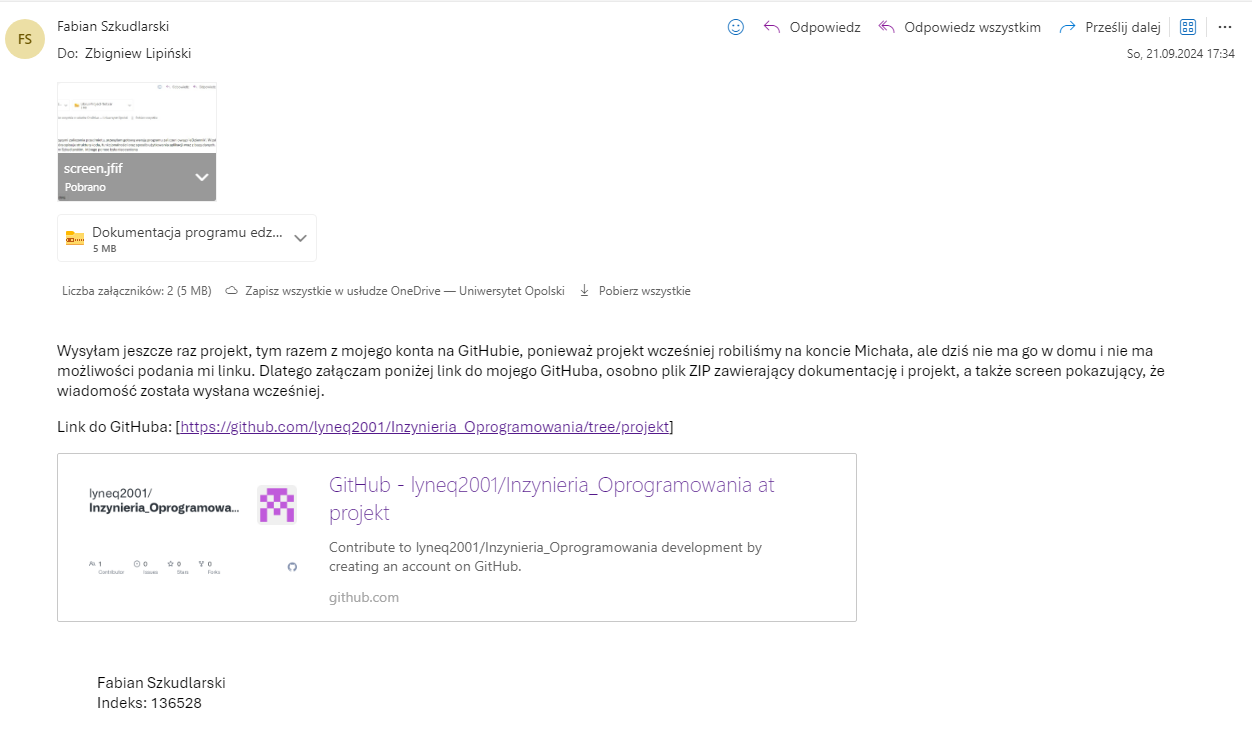 FS
Fabian Szkudlarski
Odpowiedz
Odpowiedz wszystkim
Prześlij dalej
Do: Zbigniew Lipiński
So, 21.09.2024 17:34
screen.jfif
Pobrano
Dokumentacja programu edz...
5 MB
Liczba załączników: 2 (5 MB)
Zapisz wszystkie w usłudze OneDrive — Uniwersytet Opolski
Pobierz wszystkie
Wysyłam jeszcze raz projekt, tym razem z mojego konta na GitHubie, ponieważ projekt wcześniej robiliśmy na koncie Michała, ale dziś nie ma go w domu i nie ma
możliwości podania mi linku. Dlatego załączam poniżej link do mojego GitHuba, osobno plik ZIP zawierający dokumentację i projekt, a także screen pokazujący, że
wiadomość została wysłana wcześniej.
Link do GitHuba: [https://github.com/lyneq2001/Inzynieria_Oprogramowania/tree/projekt]
lyneq2001/
Inzynieria_Oprogramowa...
1
Contributor
0
Issues
0
Stars
0
Forks
GitHub - lyneq2001/Inzynieria_Oprogramowania at
projekt
Contribute to lyneq2001/Inzynieria_Oprogramowania development by
creating an account on GitHub.
github.com
Fabian Szkudlarski
Indeks: 136528